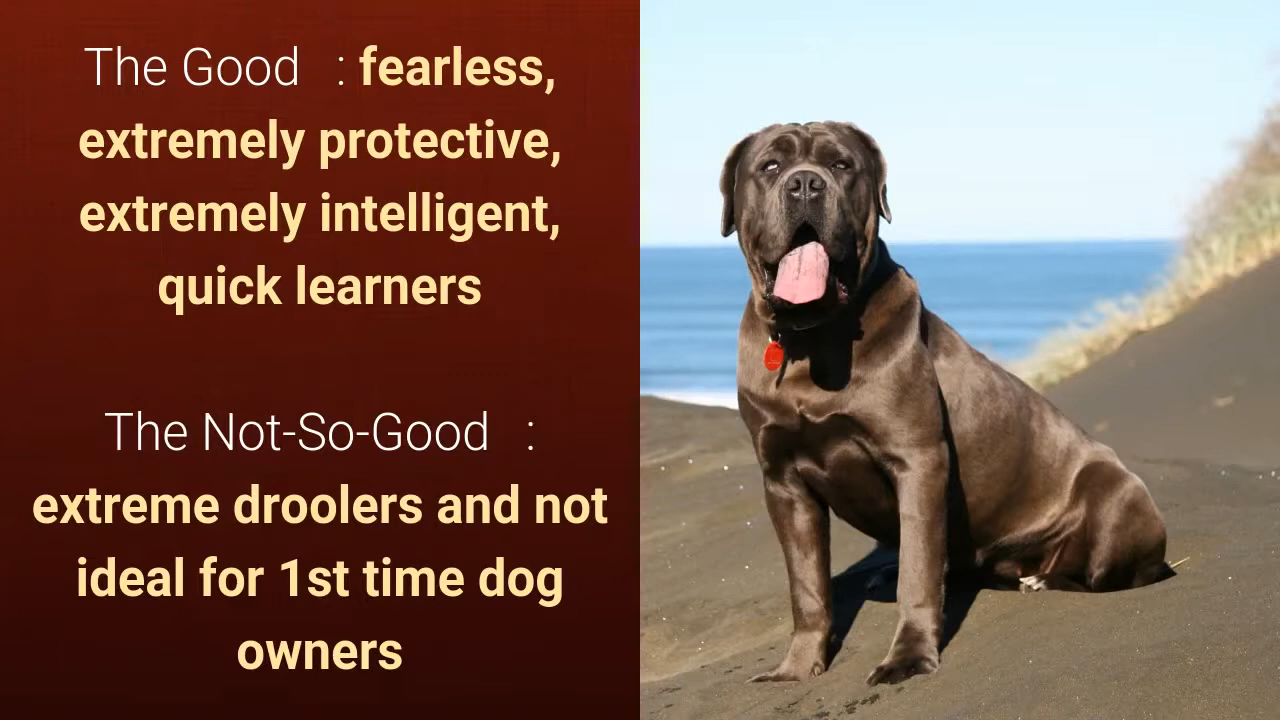 The Good : fearless,
extremely protective,
extremely intelligent,
quick learners
The Not-So-Good :
extreme droolers and not
ideal for 1st time dog
owners